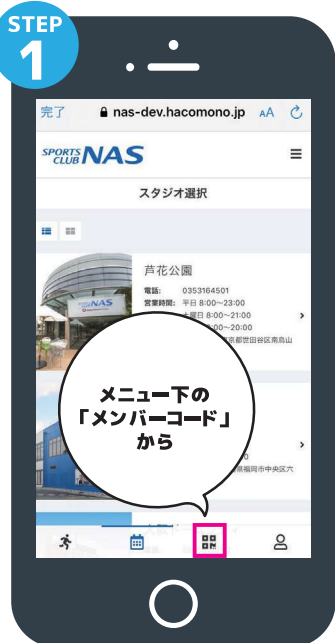 STEP
1
完了
nas-dev.hacomono.jp
AA
SPORTS CLUB NAS
スタジオ選択
芦花公園
電話: 0353164501
営業時間: 平日 8:00〜23:00
土曜日 8:00〜21:00
:00〜20:00
京都世田谷区南烏山
メニュー下の
「メンバーコード」
から
県福岡市中央区六